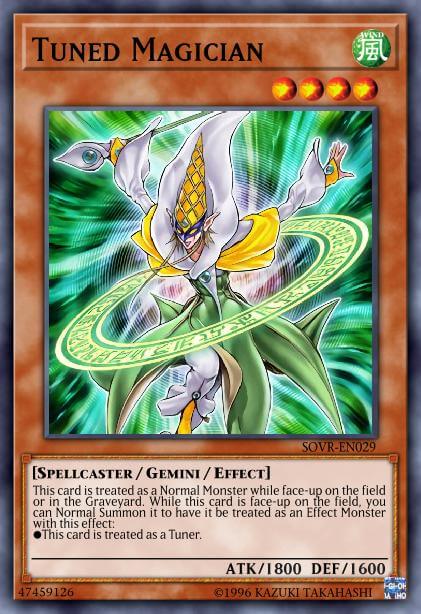 TUNED MAGICIAN
WIND
風
SOVR-EN029
[SPELLCASTER / GEMINI / EFFECT]
This card is treated as a Normal Monster while face-up on the field
or in the Graveyard. While this card is face-up on the field, you
can Normal Summon it to have it be treated as an Effect Monster
with this effect:
●This card is treated as a Tuner.
ATK/1800 DEF/1600
47459126
©1996 KAZUKI TAKAHASHI